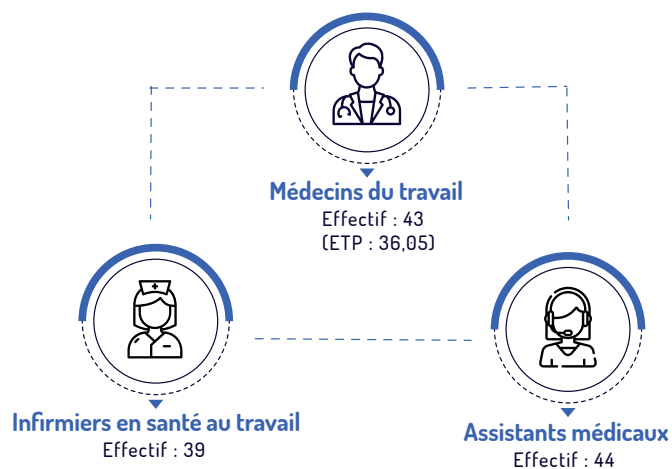 Médecins du travail
Effectif : 43
(ETP : 36,05)
Infirmiers en santé au travail
Effectif : 39
Assistants médicaux
Effectif : 44